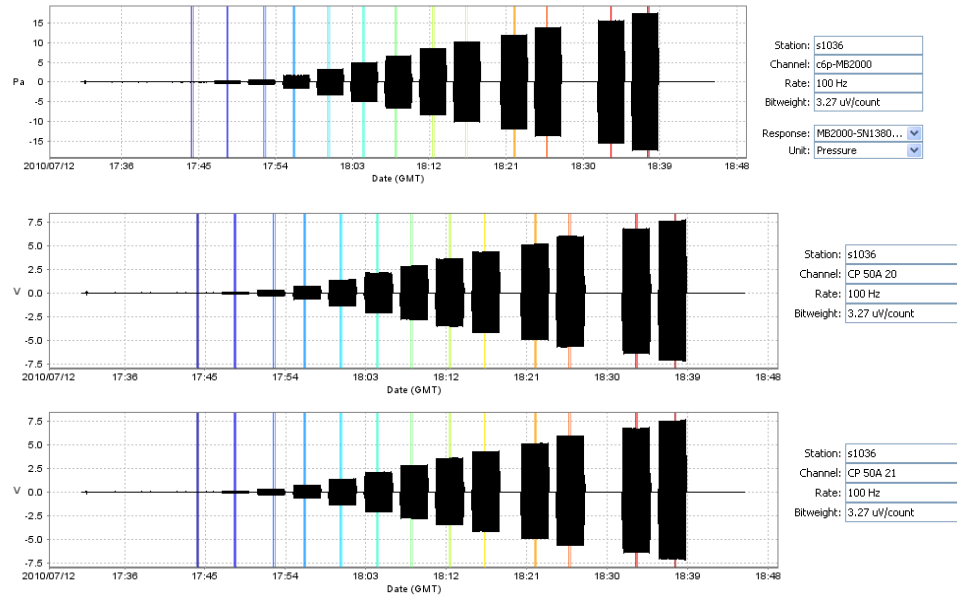 15
10
5
Pa 0
-5
-10
-15
2010/07/12 17:36 17:45 17:54 18:03 18:12 18:21 18:30 18:39 18:48
Date (GMT)
Station: s1036
Channel: c6p-MB2000
Rate: 100 Hz
Bitweight: 3.27 uV/count
Response: MB2000-SN1380...
Unit: Pressure
7.5
5.0
2.5
V 0.0
-2.5
-5.0
-7.5
2010/07/12 17:36 17:45 17:54 18:03 18:12 18:21 18:30 18:39 18:48
Date (GMT)
Station: s1036
Channel: CP 50A 20
Rate: 100 Hz
Bitweight: 3.27 uV/count
7.5
5.0
2.5
V 0.0
-2.5
-5.0
-7.5
2010/07/12 17:36 17:45 17:54 18:03 18:12 18:21 18:30 18:39 18:48
Date (GMT)
Station: s1036
Channel: CP 50A 21
Rate: 100 Hz
Bitweight: 3.27 uV/count